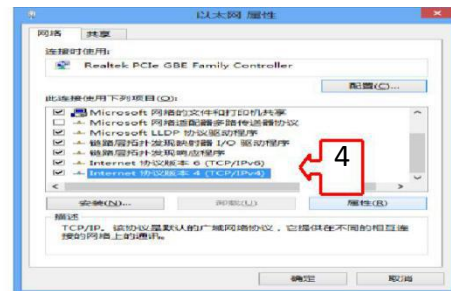 以太网 属性
网络 共享
连接时使用:
Realtek PCIe GBE Family Controller
配置(C)...
此连接使用下列项目(O):
Microsoft 网络的文件和打印机共享
Microsoft 网络适配器多路传送器协议
Microsoft LLDP 协议驱动程序
链路层拓扑发现映射器 I/O 驱动程序
链路层拓扑发现响应程序
Internet 协议版本 6 (TCP/IPv6)
Internet 协议版本 4 (TCP/IPv4)
4
安装(N)... 卸载(U) 属性(R)
描述
TCP/IP。该协议是默认的广域网络协议，它提供在不同的相互连
接的网络上的通讯。
确定 取消